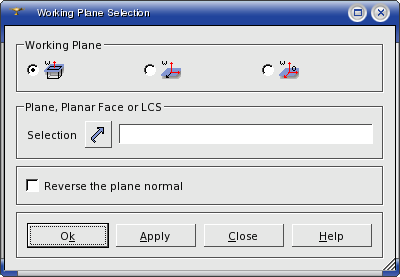 Working Plane Selection
Working Plane
Plane, Planar Face or LCS
Selection
Reverse the plane normal
Ok Apply Close Help